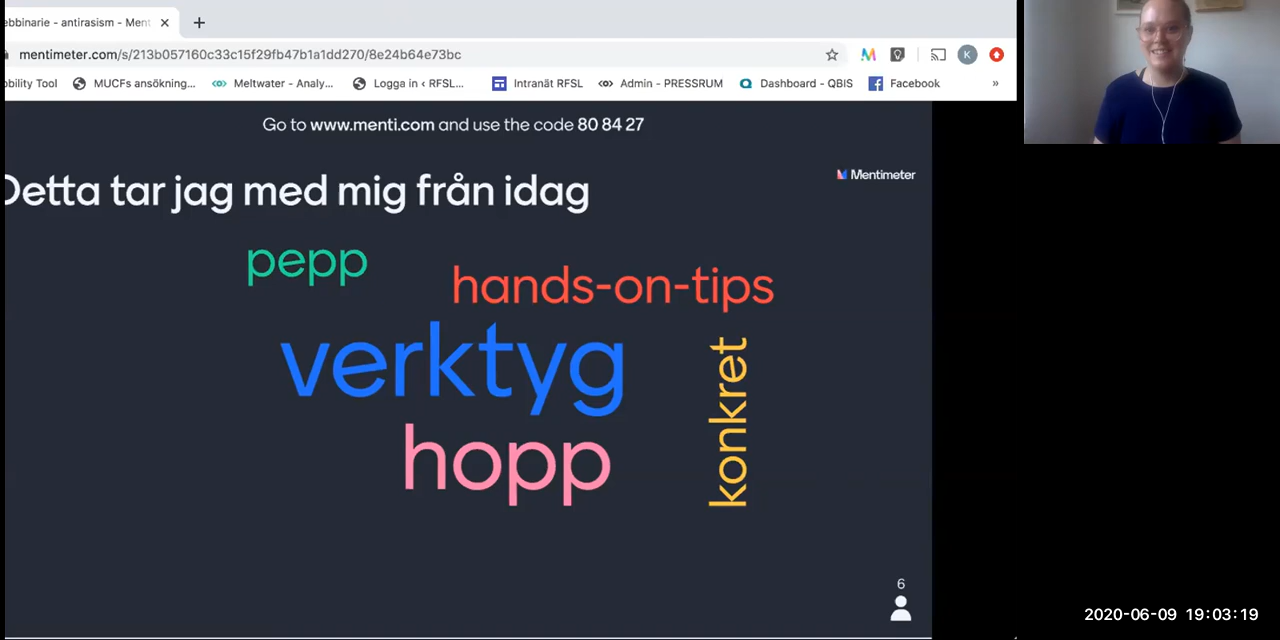 ebbinarie - antirasism - Ment
mentimeter.com/s/213b057160c33c15f29fb47b1a1dd270/8e24b64e73bc
K
obility Tool MUCFs ansökning... Meltwater - Analy... Logga in ‹ RFSL... Intranät RFSL Admin - PRESSRUM Dashboard - QBIS Facebook »
Go to www.menti.com and use the code 80 84 27
Mentimeter
Detta tar jag med mig från idag
pepp
hands-on-tips
verktyg
konkret
hopp
6
2020-06-09 19:03:19